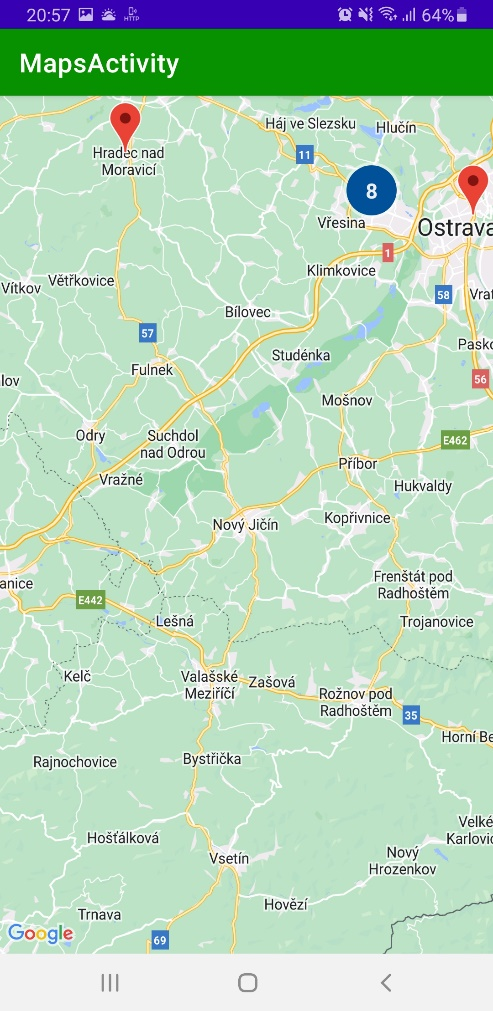 20:57
HTTP
64%
MapsActivity
Háj ve Slezsku
Hlučín
Hradec nad
Moravicí
11
8
Vřesina
Ostrava
1
Klimkovice
Větřkovice
Vítkov
58
Vrat
Bílovec
57
Studénka
Pasko
Fulnek
56
lov
Mošnov
Odry
Suchdol
nad Odrou
E462
Příbor
Vražné
Hukvaldy
Nový Jičín
Kopřivnice
anice
Frenštát pod
Radhoštěm
E442
Lešná
Trojanovice
Kelč
Valašské
Meziříčí
Zašová
Rožnov pod
Radhoštěm
35
Horní Be
Rajnochovice
Bystřička
Velké
Karlovic
Hošťálková
Nový
Hrozenkov
Vsetín
Hovězí
Trnava
Google
69